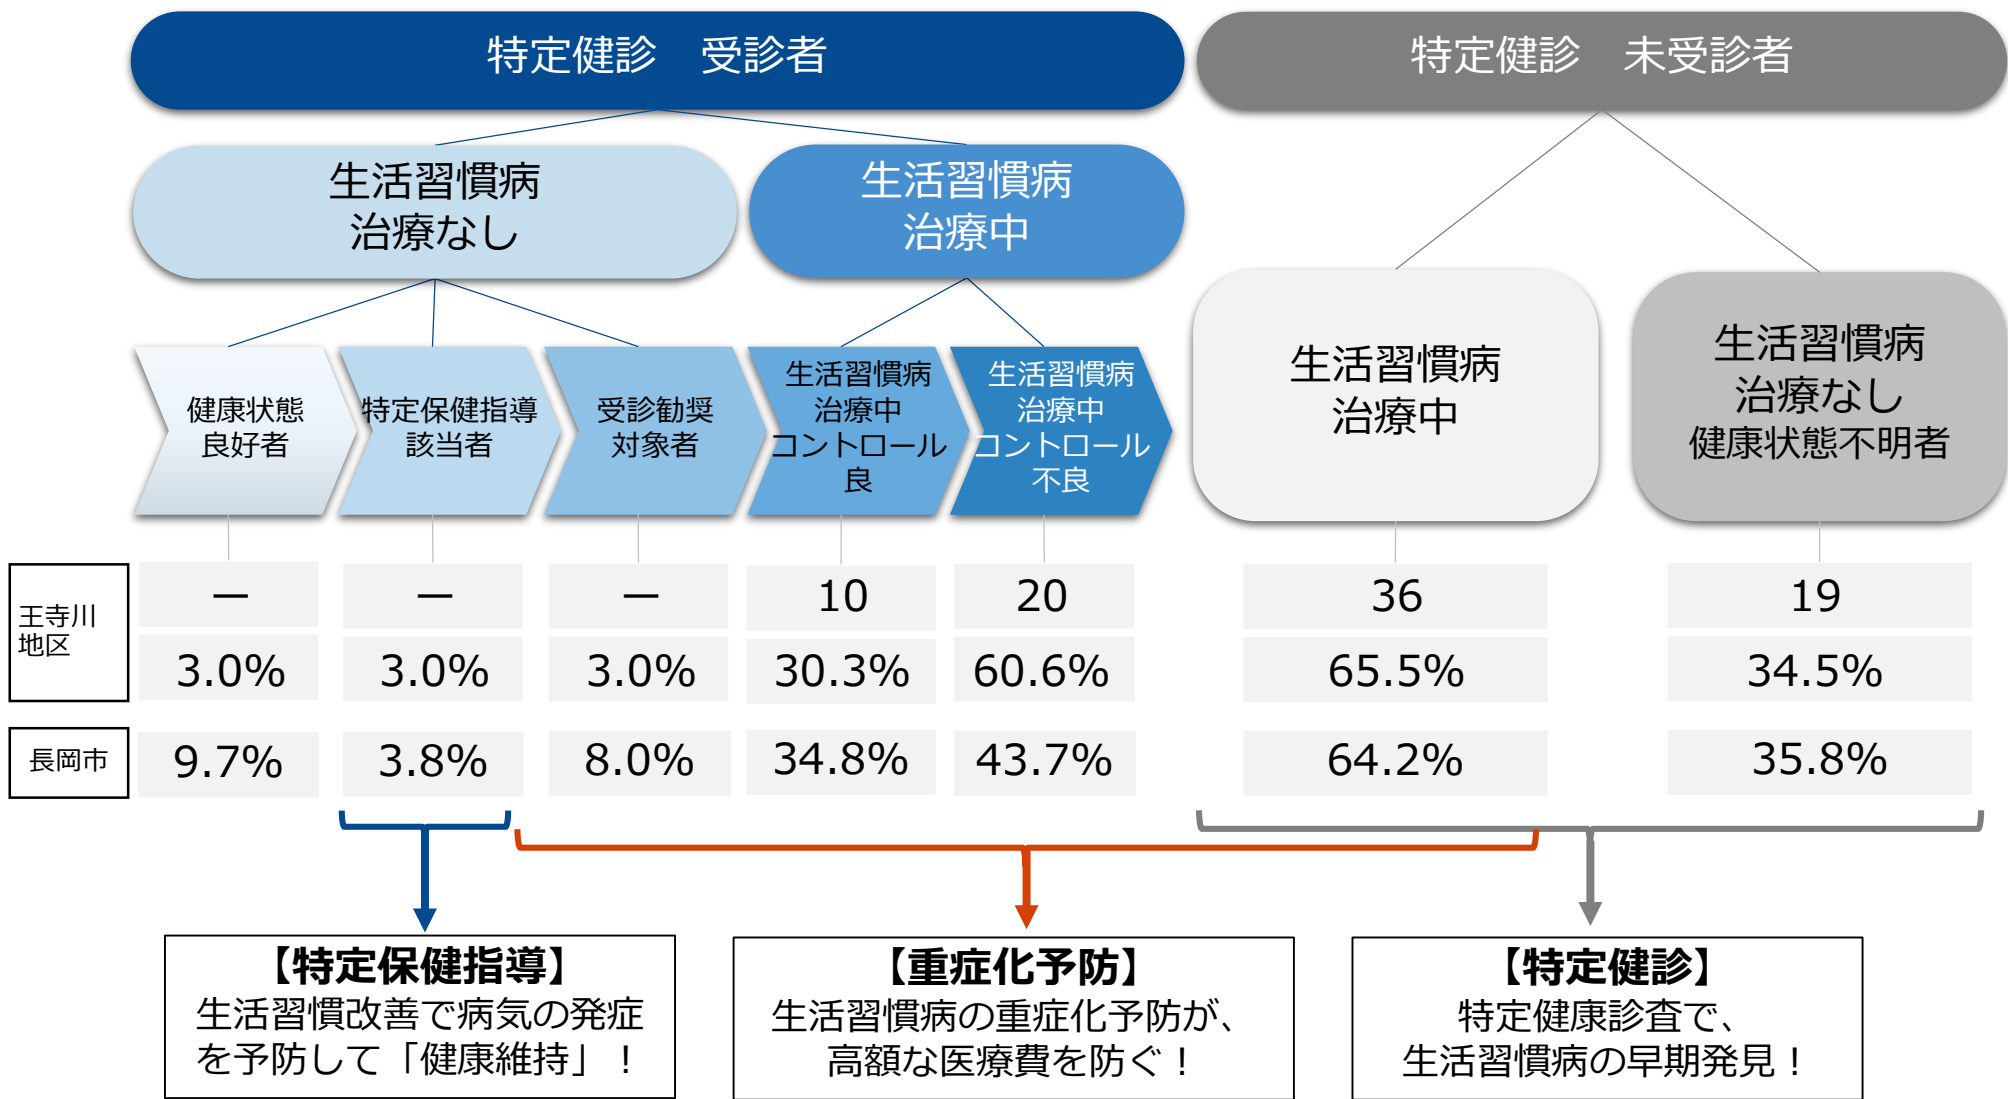 特定健診　受診者
特定健診　未受診者
生活習慣病
治療なし
生活習慣病
治療中
健康状態
良好者
特定保健指導
該当者
受診勧奨
対象者
生活習慣病
治療中
コントロール
良
生活習慣病
治療中
コントロール
不良
生活習慣病
治療中
生活習慣病
治療なし
健康状態不明者
王寺川
地区
ー
ー
ー
10
20
36
19
3.0%
3.0%
3.0%
30.3%
60.6%
65.5%
34.5%
長岡市
9.7%
3.8%
8.0%
34.8%
43.7%
64.2%
35.8%
【特定保健指導】
生活習慣改善で病気の発症
を予防して「健康維持」！
【重症化予防】
生活習慣病の重症化予防が、
高額な医療費を防ぐ！
【特定健診】
特定健康診査で、
生活習慣病の早期発見！